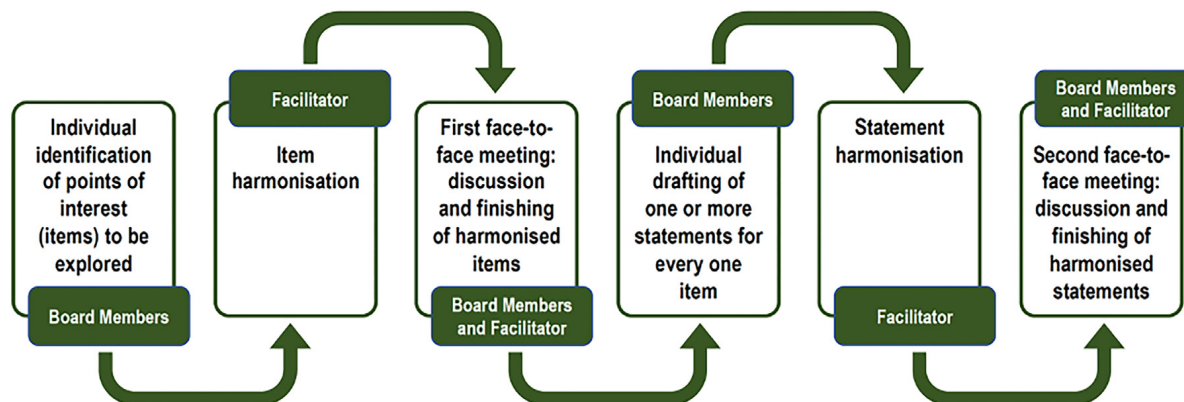 Individual
identification
of points of
interest
(items) to be
explored
Board Members
Facilitator
Item
harmonisation
First face-to-
face meeting:
discussion
and finishing
of harmonised
items
Board Members
and Facilitator
Board Members
Individual
drafting of
one or more
statements for
every one
item
Statement
harmonisation
Facilitator
Board Members
and Facilitator
Second face-to-
face meeting:
discussion and
finishing of
harmonised
statements